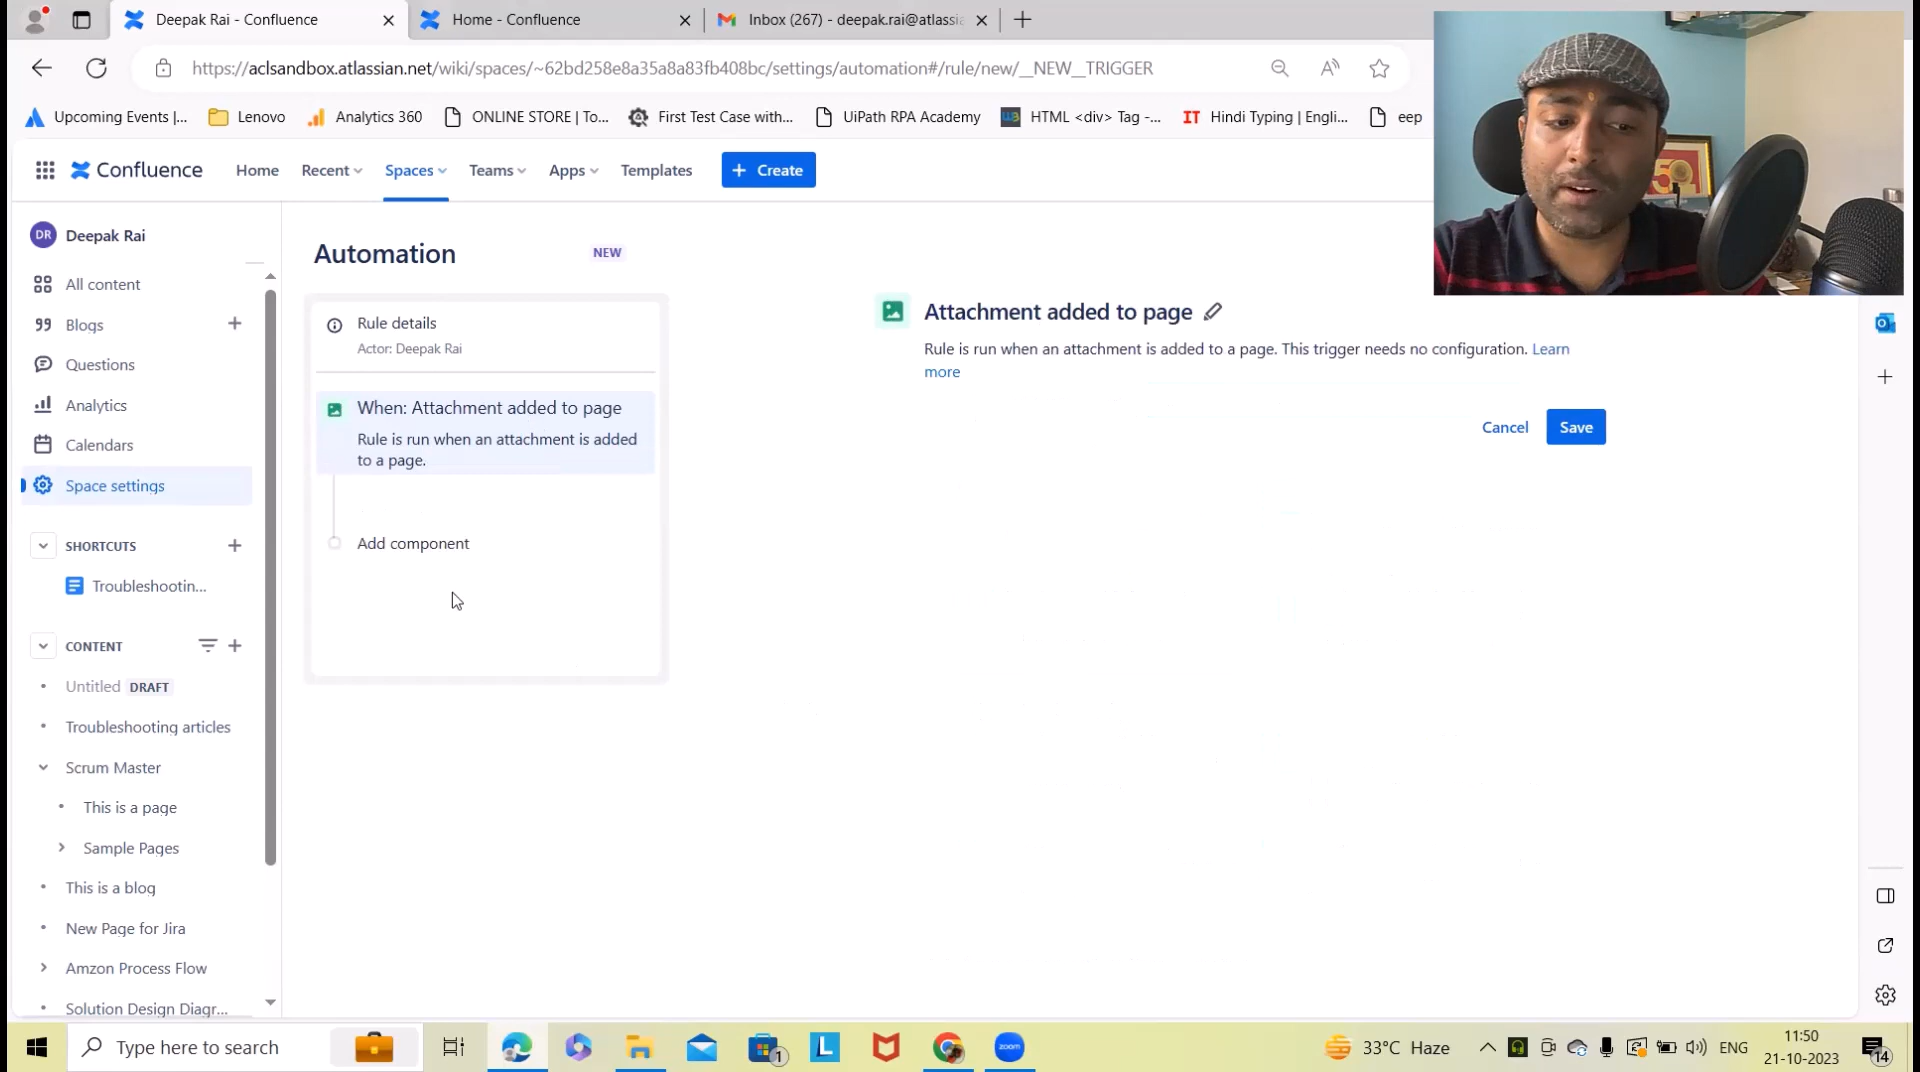 Deepak Rai - Confluence
Home - Confluence
Inbox (267) - deepak.rai@atlassia
https://aclsandbox.atlassian.net/wiki/spaces/~62bd258e8a35a8a83fb408bc/settings/automation#/rule/new/__NEW__TRIGGER
Upcoming Events |...
Lenovo
Analytics 360
ONLINE STORE | To...
First Test Case with...
UiPath RPA Academy
HTML <div> Tag -...
IT Hindi Typing | Engli...
eep
Confluence
Home
Recent
Spaces
Teams
Apps
Templates
+ Create
DR Deepak Rai
All content
Blogs
Questions
Analytics
Calendars
Space settings
SHORTCUTS
Troubleshootin...
CONTENT
Untitled DRAFT
Troubleshooting articles
Scrum Master
This is a page
Sample Pages
This is a blog
New Page for Jira
Amzon Process Flow
Solution Design Diagr...
Automation
NEW
Rule details
Actor: Deepak Rai
When: Attachment added to page
Rule is run when an attachment is added
to a page.
Add component
Attachment added to page
Rule is run when an attachment is added to a page. This trigger needs no configuration. Learn
more
Cancel
Save
Type here to search
1
L
zoom
33°C Haze
ENG
11:50
21-10-2023
14